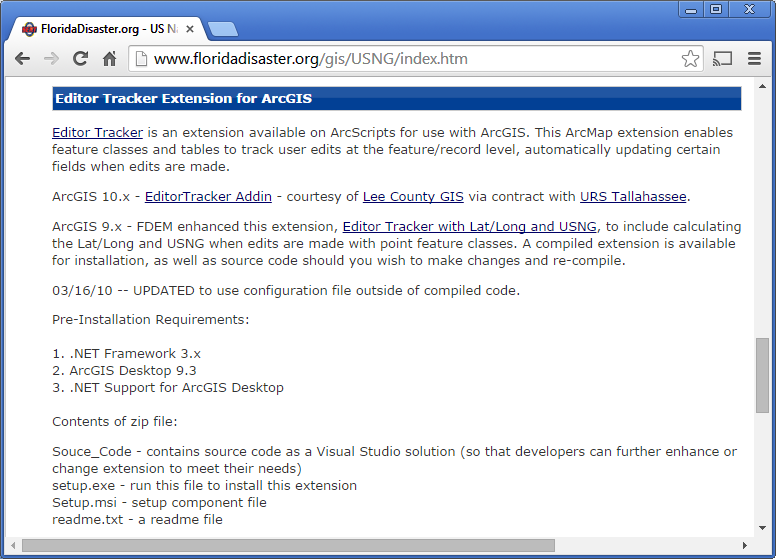 FloridaDisaster.org - US Na
www.floridadisaster.org/gis/USNG/index.htm
Editor Tracker Extension for ArcGIS
Editor Tracker is an extension available on ArcScripts for use with ArcGIS. This ArcMap extension enables
feature classes and tables to track user edits at the feature/record level, automatically updating certain
fields when edits are made.
ArcGIS 10.x - EditorTracker Addin - courtesy of Lee County GIS via contract with URS Tallahassee.
ArcGIS 9.x - FDEM enhanced this extension, Editor Tracker with Lat/Long and USNG, to include calculating
the Lat/Long and USNG when edits are made with point feature classes. A compiled extension is available
for installation, as well as source code should you wish to make changes and re-compile.
03/16/10 -- UPDATED to use configuration file outside of compiled code.
Pre-Installation Requirements:
1. .NET Framework 3.x
2. ArcGIS Desktop 9.3
3. .NET Support for ArcGIS Desktop
Contents of zip file:
Souce_Code - contains source code as a Visual Studio solution (so that developers can further enhance or
change extension to meet their needs)
setup.exe - run this file to install this extension
Setup.msi - setup component file
readme.txt - a readme file